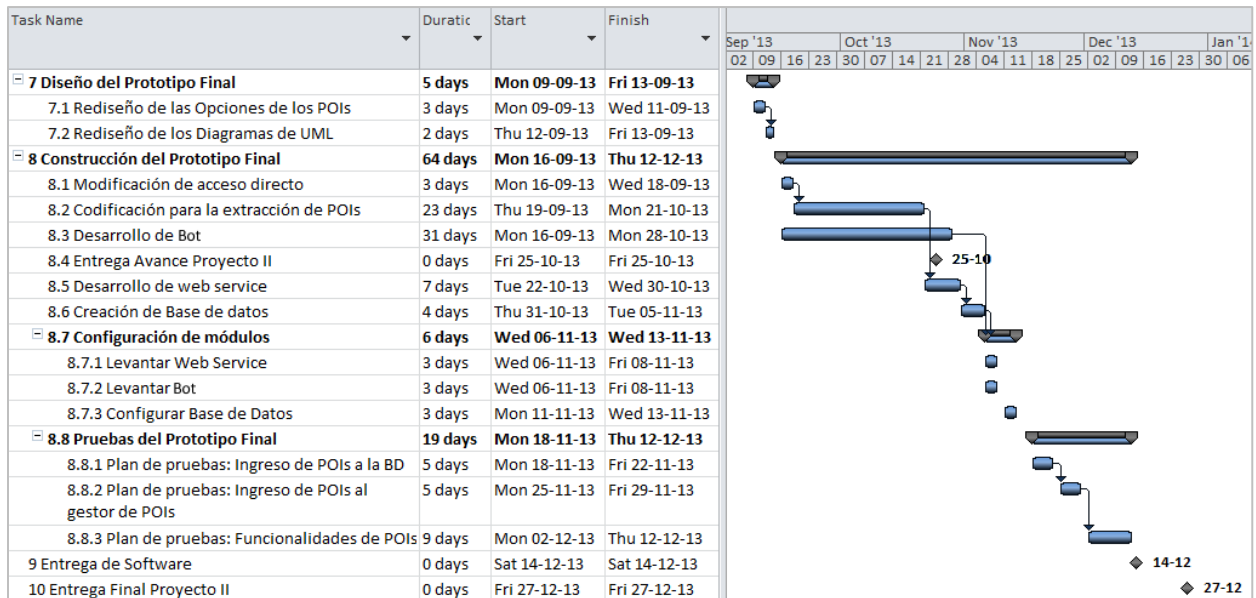 Task Name Duratic Start Finish
Sep '13 Oct '13 Nov '13 Dec '13 Jan '1
02 09 16 23 30 07 14 21 28 04 11 18 25 02 09 16 23 30 06
7 Diseño del Prototipo Final 5 days Mon 09-09-13 Fri 13-09-13
7.1 Rediseño de las Opciones de los POIs 3 days Mon 09-09-13 Wed 11-09-13
7.2 Rediseño de los Diagramas de UML 2 days Thu 12-09-13 Fri 13-09-13
8 Construcción del Prototipo Final 64 days Mon 16-09-13 Thu 12-12-13
8.1 Modificación de acceso directo 3 days Mon 16-09-13 Wed 18-09-13
8.2 Codificación para la extracción de POIs 23 days Thu 19-09-13 Mon 21-10-13
8.3 Desarrollo de Bot 31 days Mon 16-09-13 Mon 28-10-13
8.4 Entrega Avance Proyecto II 0 days Fri 25-10-13 Fri 25-10-13 25-10
8.5 Desarrollo de web service 7 days Tue 22-10-13 Wed 30-10-13
8.6 Creación de Base de datos 4 days Thu 31-10-13 Tue 05-11-13
8.7 Configuración de módulos 6 days Wed 06-11-13 Wed 13-11-13
8.7.1 Levantar Web Service 3 days Wed 06-11-13 Fri 08-11-13
8.7.2 Levantar Bot 3 days Wed 06-11-13 Fri 08-11-13
8.7.3 Configurar Base de Datos 3 days Mon 11-11-13 Wed 13-11-13
8.8 Pruebas del Prototipo Final 19 days Mon 18-11-13 Thu 12-12-13
8.8.1 Plan de pruebas: Ingreso de POIs a la BD 5 days Mon 18-11-13 Fri 22-11-13
8.8.2 Plan de pruebas: Ingreso de POIs al 5 days Mon 25-11-13 Fri 29-11-13
gestor de POIs
8.8.3 Plan de pruebas: Funcionalidades de POIs 9 days Mon 02-12-13 Thu 12-12-13
9 Entrega de Software 0 days Sat 14-12-13 Sat 14-12-13 14-12
10 Entrega Final Proyecto II 0 days Fri 27-12-13 Fri 27-12-13 27-12